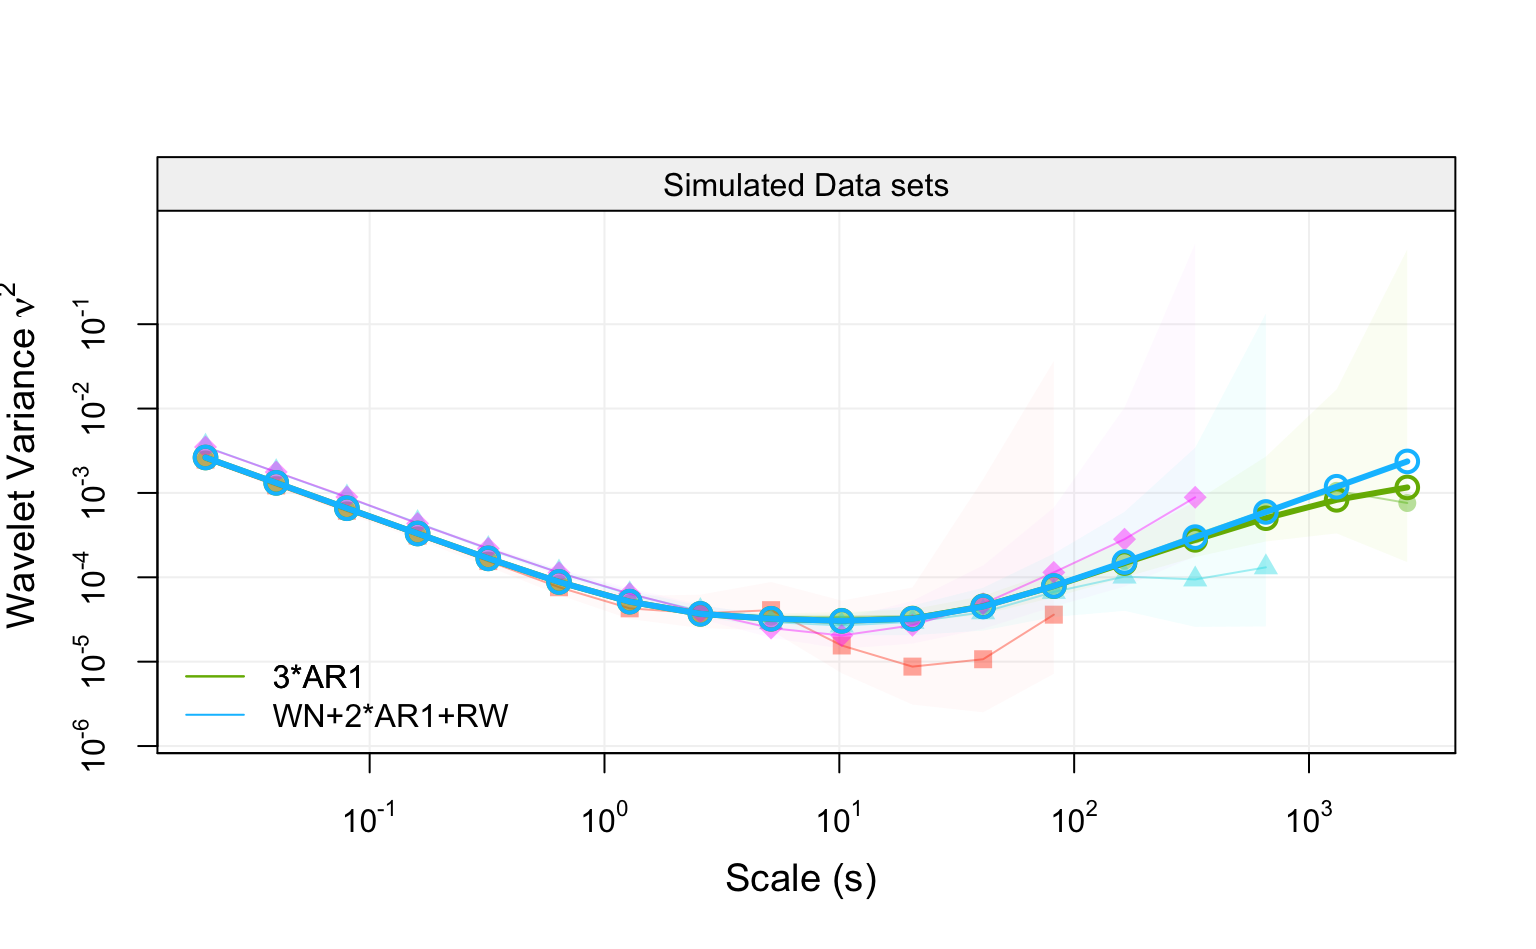 Simulated Data sets
Wavelet Variance ν²
10⁻¹
10⁻²
10⁻³
10⁻⁴
10⁻⁵
10⁻⁶
3*AR1
WN+2*AR1+RW
10⁻¹ 10⁰ 10¹ 10² 10³
Scale (s)